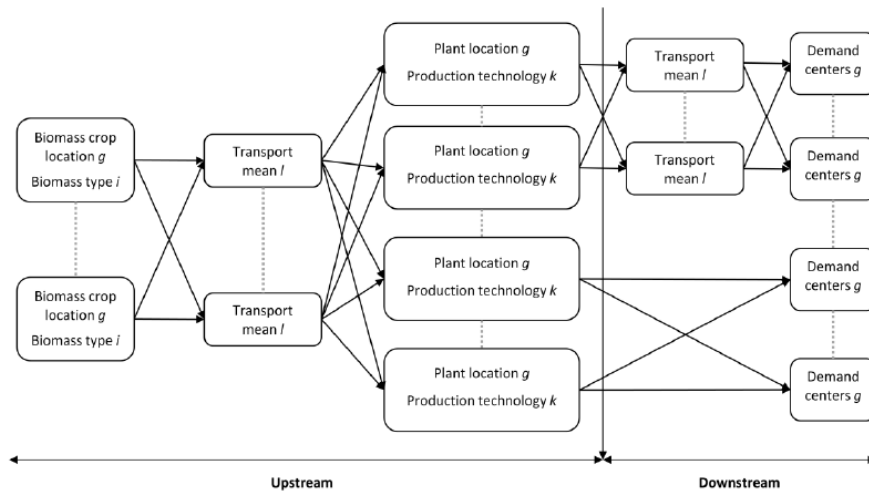 Biomass crop
location g
Biomass type i
Biomass crop
location g
Biomass type i
Transport
mean l
Transport
mean l
Plant location g
Production technology k
Plant location g
Production technology k
Plant location g
Production technology k
Plant location g
Production technology k
Transport
mean l
Transport
mean l
Demand
centers g
Demand
centers g
Demand
centers g
Demand
centers g
Upstream
Downstream